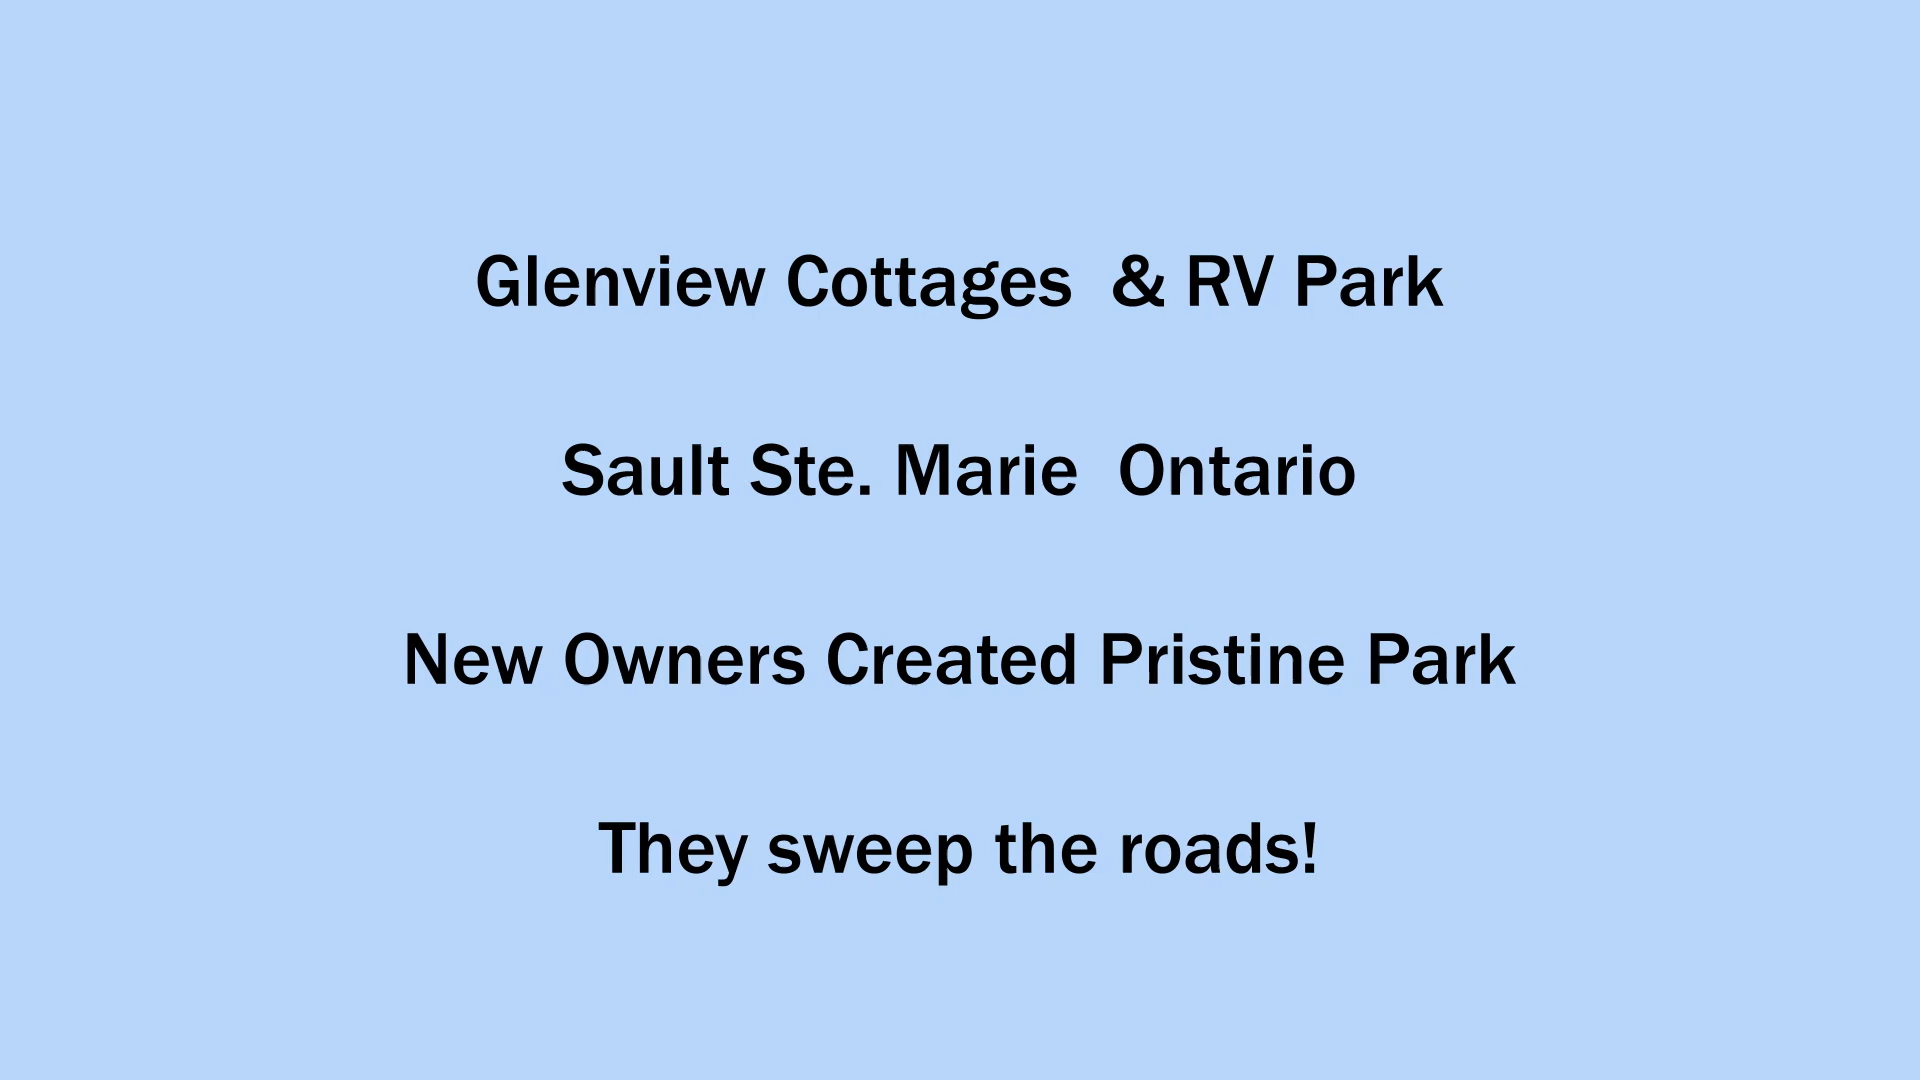 Glenview Cottages  & RV Park
Sault Ste. Marie  Ontario
New Owners Created Pristine Park
They sweep the roads!